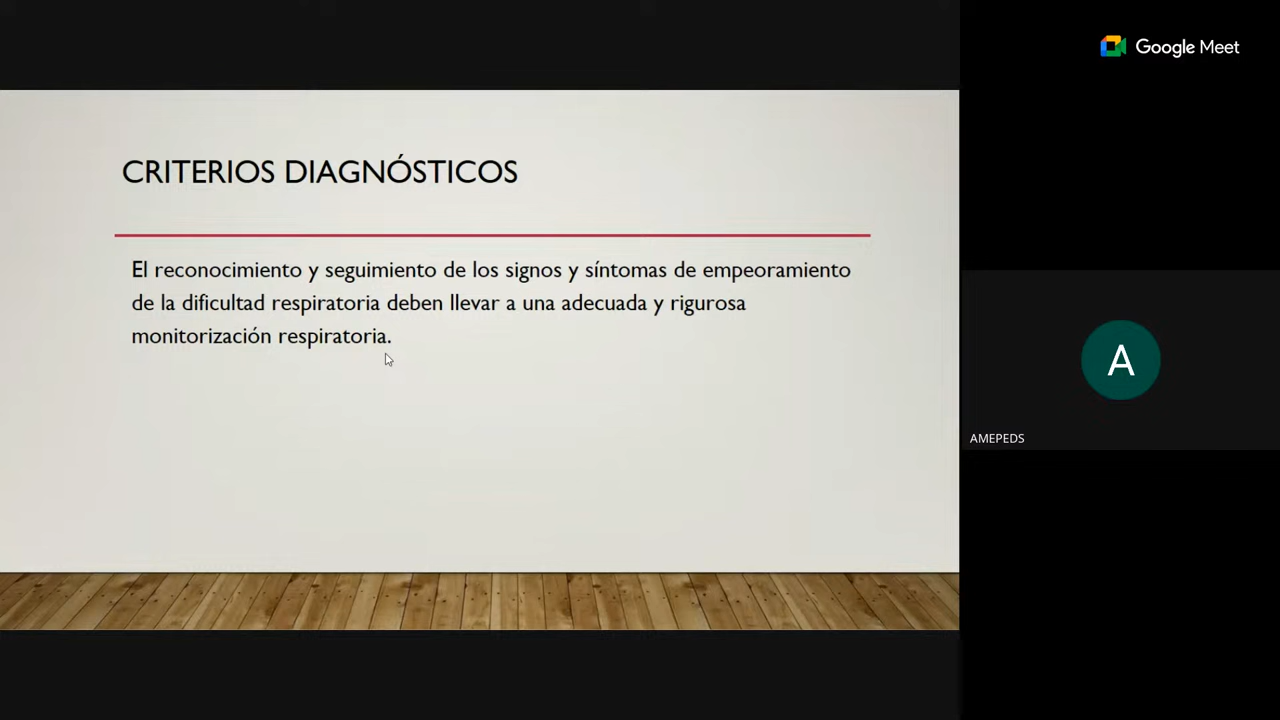 Google Meet
CRITERIOS DIAGNÓSTICOS
El reconocimiento y seguimiento de los signos y síntomas de empeoramiento
de la dificultad respiratoria deben llevar a una adecuada y rigurosa
monitorización respiratoria.
A
AMEPEDS